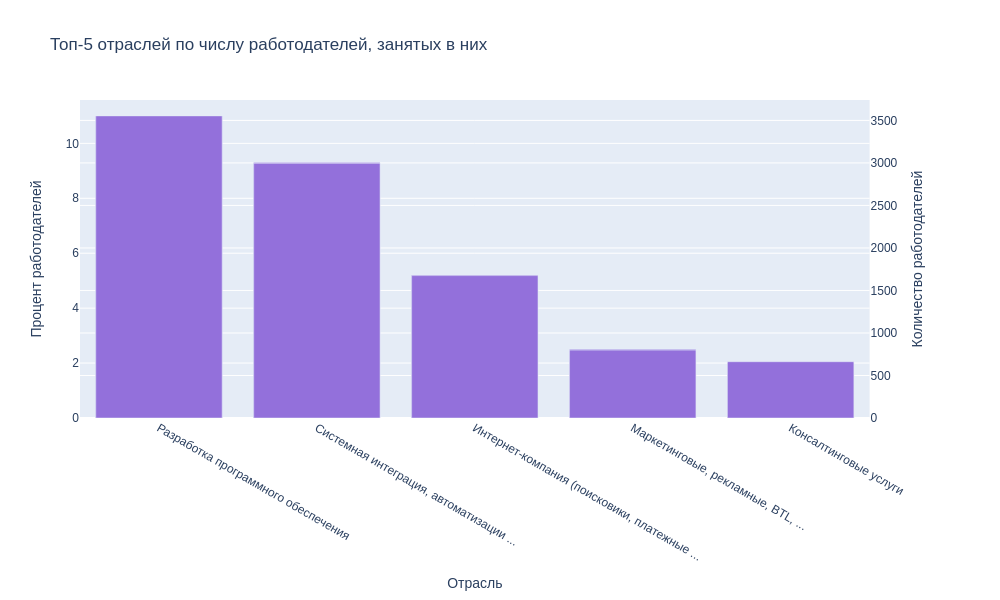 Топ-5 отраслей по числу работодателей, занятых в них
Процент работодателей
10
8
6
4
2
0
3500
3000
2500
2000
1500
1000
500
0
Количество работодателей
Разработка программного обеспечения
Системная интеграция, автоматизации ...
Интернет-компания (поисковики, платежные ...
Маркетинговые, рекламные, BTL, ...
Консалтинговые услуги
Отрасль